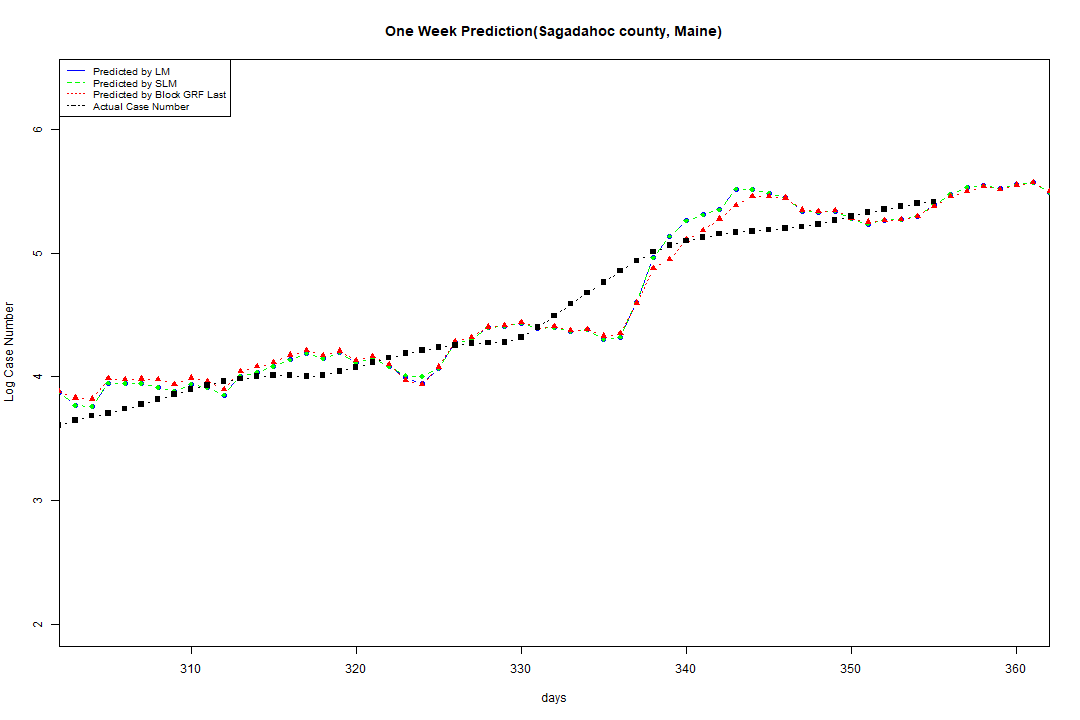 One Week Prediction(Sagadahoc county, Maine)
Predicted by LM
Predicted by SLM
Predicted by Block GRF Last
Actual Case Number
6
5
4
3
2
Log Case Number
310 320 330 340 350 360
days